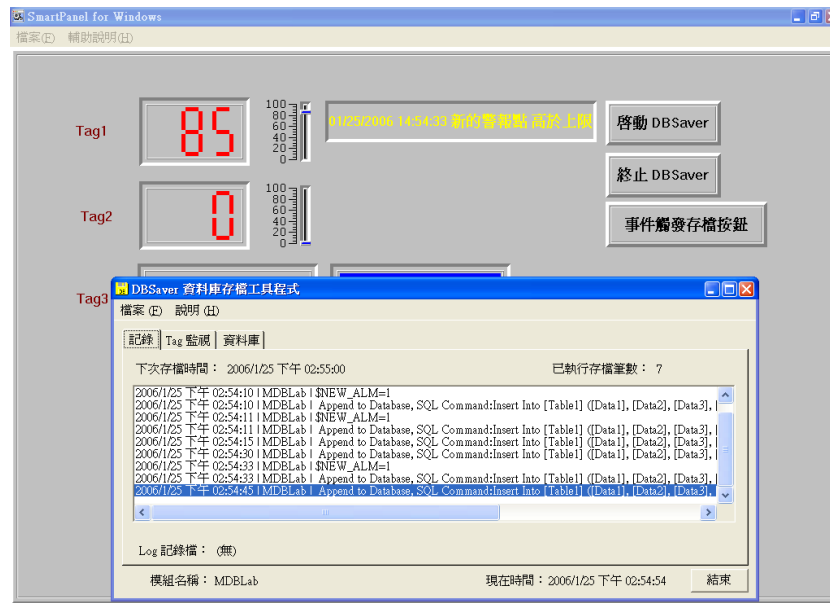 SmartPanel for Windows
檔案(F) 輔助說明(H)
Tag1
85
100
80
60
40
20
0
01/25/2006 14:54:33 新的警報點 高於上限
啓動 DBSaver
終止 DBSaver
Tag2
0
100
80
60
40
20
0
事件觸發存檔按鈕
Tag3
DBSaver 資料庫存檔工具程式
檔案 (F) 說明 (H)
記錄 Tag 監視 資料庫
下次存檔時間： 2006/1/25 下午 02:55:00 已執行存檔筆數： 7
2006/1/25 下午 02:54:10 | MDBLab | $NEW_ALM=1
2006/1/25 下午 02:54:10 | MDBLab | Append to Database, SQL Command:Insert Into [Table1] ([Data1], [Data2], [Data3], [
2006/1/25 下午 02:54:11 | MDBLab | $NEW_ALM=1
2006/1/25 下午 02:54:11 | MDBLab | Append to Database, SQL Command:Insert Into [Table1] ([Data1], [Data2], [Data3], [
2006/1/25 下午 02:54:15 | MDBLab | Append to Database, SQL Command:Insert Into [Table1] ([Data1], [Data2], [Data3], [
2006/1/25 下午 02:54:30 | MDBLab | Append to Database, SQL Command:Insert Into [Table1] ([Data1], [Data2], [Data3], [
2006/1/25 下午 02:54:33 | MDBLab | $NEW_ALM=1
2006/1/25 下午 02:54:33 | MDBLab | Append to Database, SQL Command:Insert Into [Table1] ([Data1], [Data2], [Data3], [
2006/1/25 下午 02:54:45 | MDBLab | Append to Database, SQL Command:Insert Into [Table1] ([Data1], [Data2], [Data3],
Log 記錄檔： (無)
模組名稱： MDBLab 現在時間： 2006/1/25 下午 02:54:54 結束